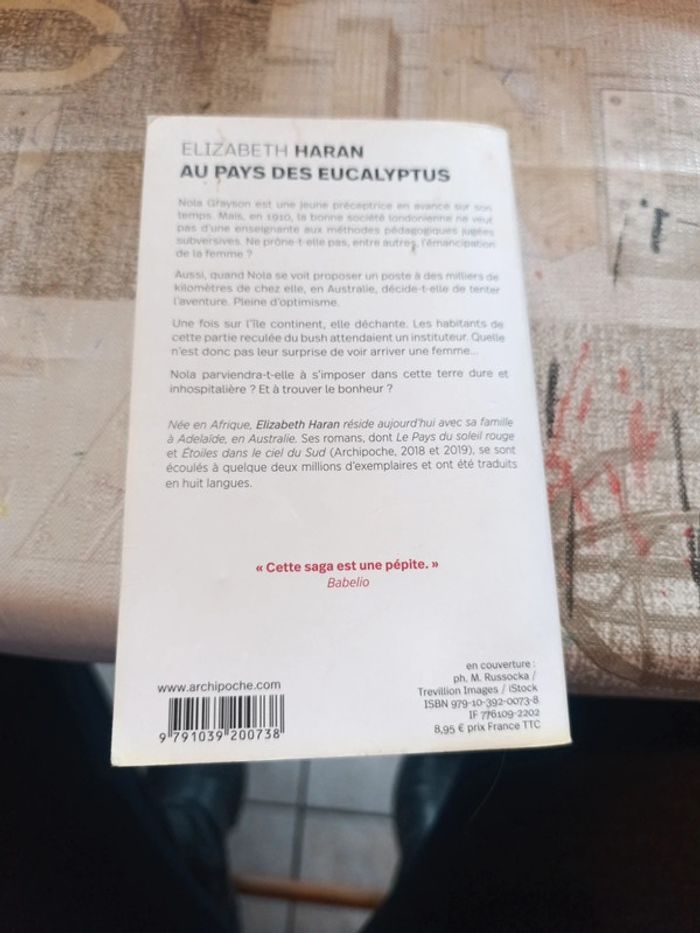 ELIZABETH HARAN
AU PAYS DES EUCALYPTUS
Nola Grayson est une jeune préceptrice en avance sur son
temps. Mais, en 1910, la bonne société londonienne ne veut
pas d'une enseignante aux méthodes pédagogiques jugées
subversives. Ne prône-t-elle pas, entre autres, l'émancipation
de la femme ?
Aussi, quand Nola se voit proposer un poste à des milliers de
kilomètres de chez elle, en Australie, décide-t-elle de tenter
l'aventure. Pleine d'optimisme.
Une fois sur l'île continent, elle déchante. Les habitants de
cette partie reculée du bush attendaient un instituteur. Quelle
n'est donc pas leur surprise de voir arriver une femme...
Nola parviendra-t-elle à s'imposer dans cette terre dure et
inhospitalière ? Et à trouver le bonheur ?
Née en Afrique, Elizabeth Haran réside aujourd'hui avec sa famille
à Adelaïde, en Australie. Ses romans, dont Le Pays du soleil rouge
et Étoiles dans le ciel du Sud (Archipoche, 2018 et 2019), se sont
écoulés à quelque deux millions d'exemplaires et ont été traduits
en huit langues.
« Cette saga est une pépite. »
Babelio
www.archipoche.com
9 791039 200738
en couverture :
ph. M. Russocka /
Trevillion Images / iStock
ISBN 979-10-392-0073-8
IF 776109-2202
8,95 € prix France TTC